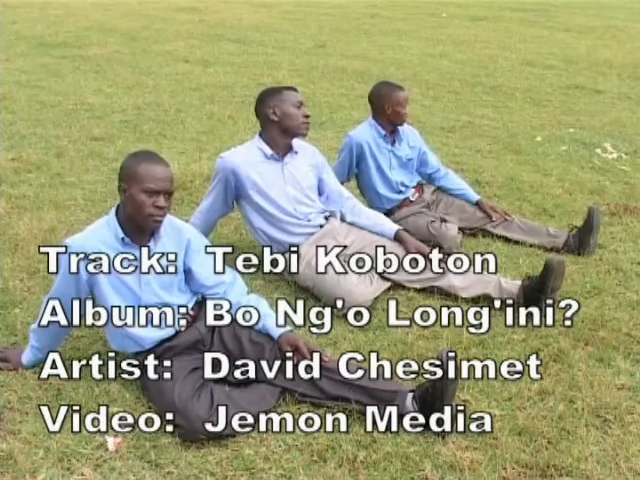 Track: Tebi Koboton
Album: Bo Ng'o Long'ini?
Artist: David Chesimet
Video: Jemon Media